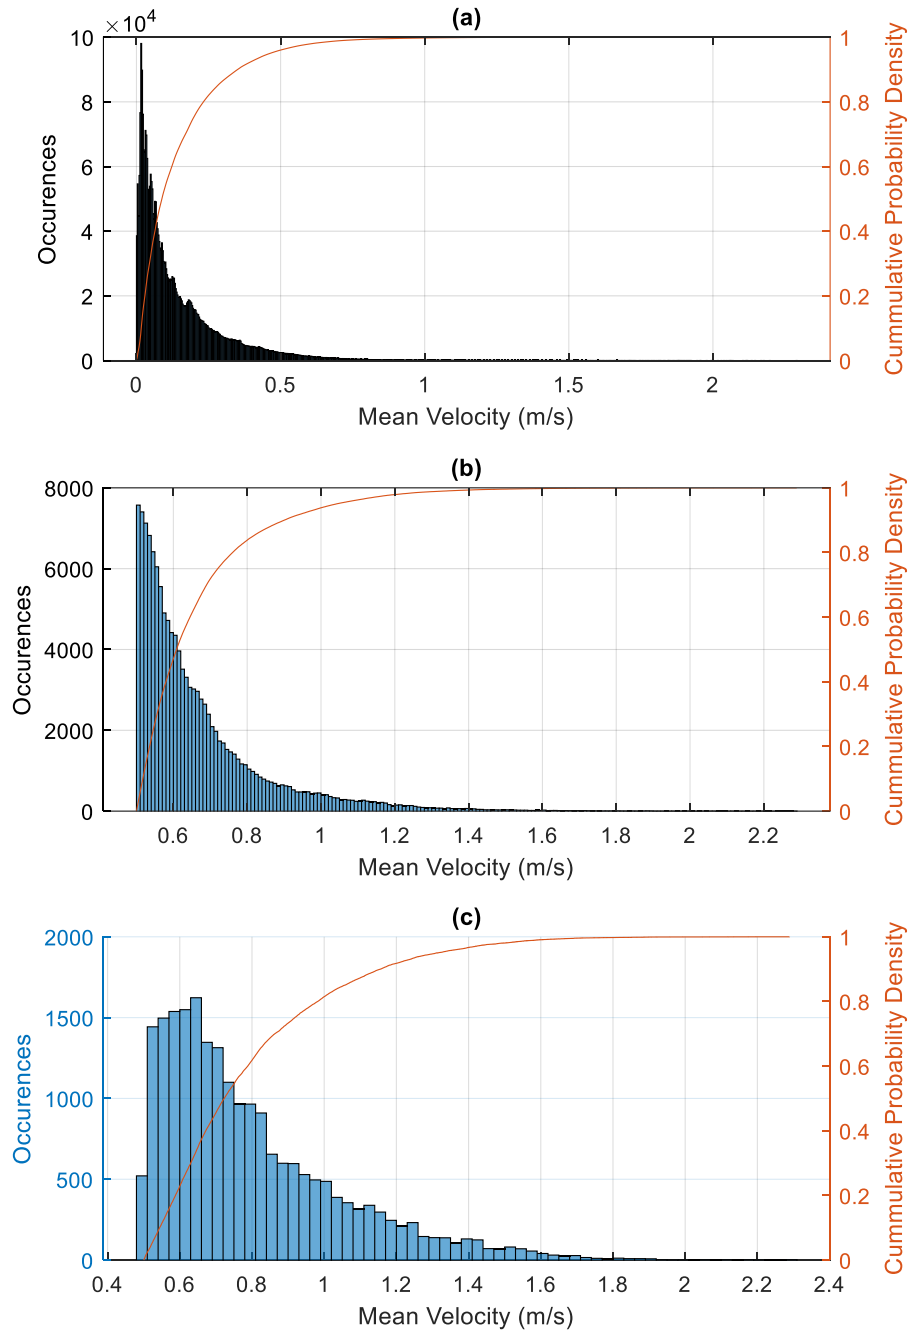 (a)
×10⁴
10
8
6
4
2
0
Occurences
1
0.8
0.6
0.4
0.2
0
Cummulative Probability Density
0 0.5 1 1.5 2
Mean Velocity (m/s)
(b)
8000
6000
4000
2000
0
Occurences
1
0.8
0.6
0.4
0.2
0
Cummulative Probability Density
0.6 0.8 1 1.2 1.4 1.6 1.8 2 2.2
Mean Velocity (m/s)
(c)
2000
1500
1000
500
0
Occurences
1
0.8
0.6
0.4
0.2
0
Cummulative Probability Density
0.4 0.6 0.8 1 1.2 1.4 1.6 1.8 2 2.2 2.4
Mean Velocity (m/s)